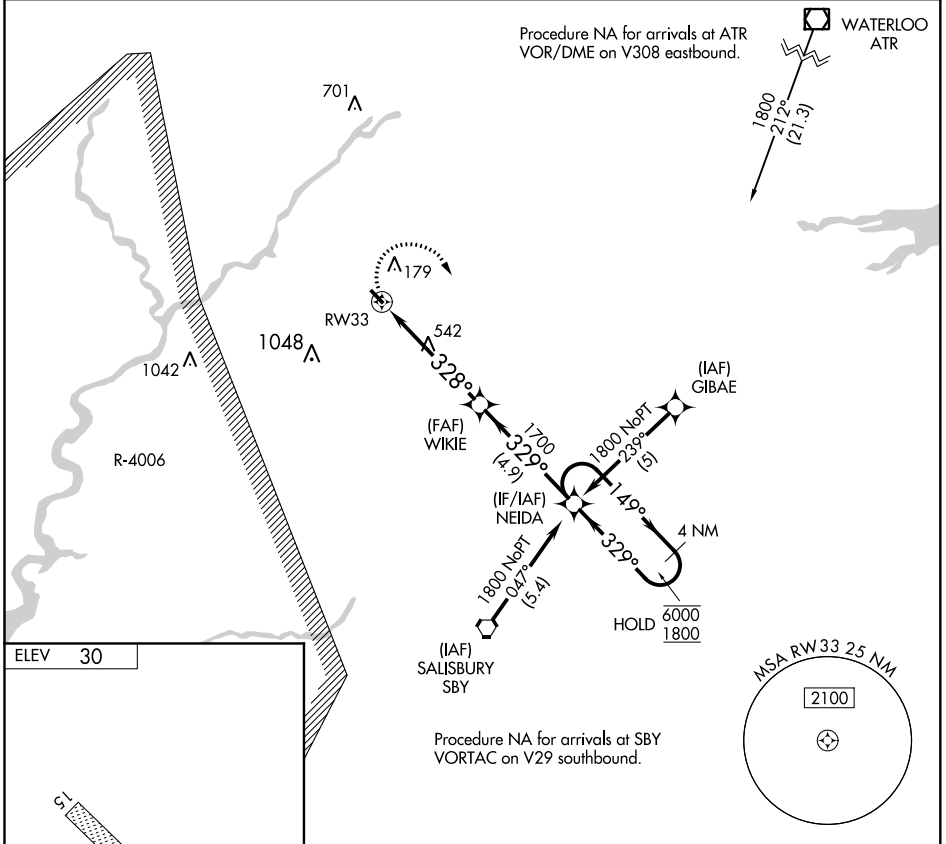 Procedure NA for arrivals at ATR
VOR/DME on V308 eastbound.
WATERLOO
ATR
1800
212°
(21.3)
701
179
RW33
542
1048
1042
328°
(IAF)
GIBAE
(FAF)
WIKIE
1700
329°
(4.9)
1800 NoPT
239°
(5)
R-4006
(IF/IAF)
NEIDA
149°
4 NM
329°
1800 NoPT
047°
(5.4)
HOLD
6000
1800
(IAF)
SALISBURY
SBY
ELEV 30
MSA RW33 25 NM
2100
Procedure NA for arrivals at SBY
VORTAC on V29 southbound.
15